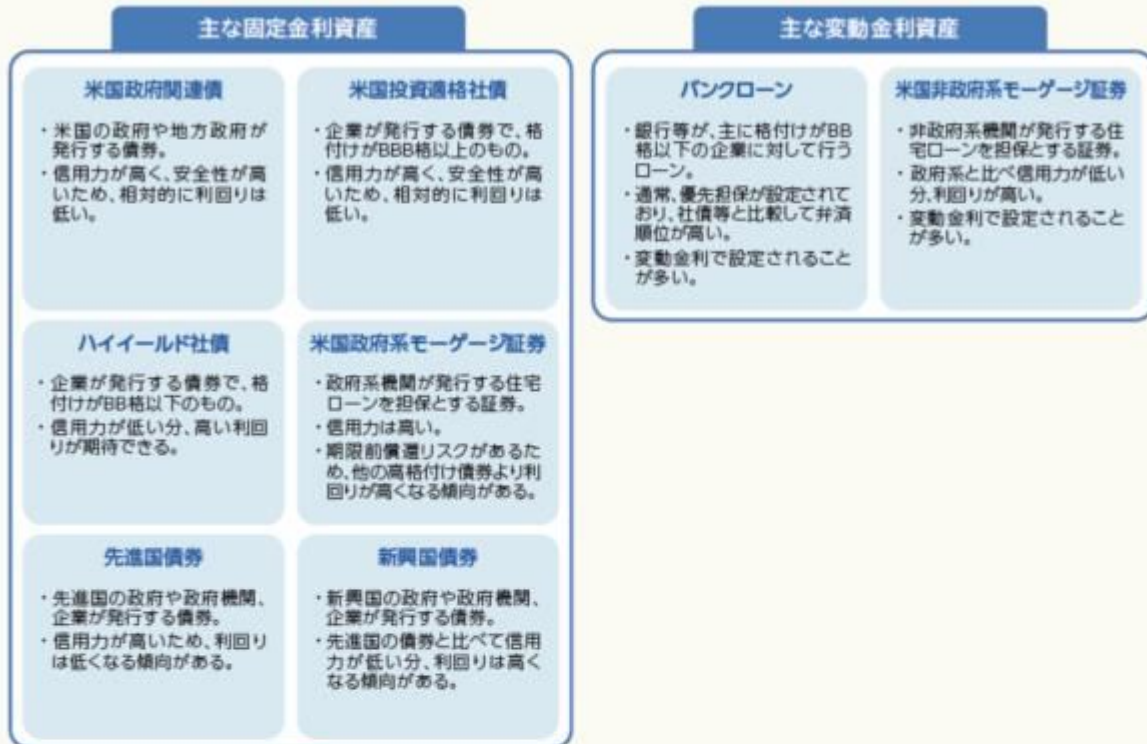 主な固定金利資産
米国政府関連債
・米国の政府や地方政府が
発行する債券。
・信用力が高く、安全性が高
いため、相対的に利回りは
低い。
米国投資適格社債
・企業が発行する債券で、格
付けがBBB格以上のもの。
・信用力が高く、安全性が高
いため、相対的に利回りは
低い。
ハイイールド社債
・企業が発行する債券で、格
付けがBB格以下のもの。
・信用力が低い分、高い利回
りが期待できる。
米国政府系モーゲージ証券
・政府系機関が発行する住宅
ローンを担保とする証券。
・信用力は高い。
・期限前償還リスクがあるた
め、他の高格付け債券より利
回りが高くなる傾向がある。
先進国債券
・先進国の政府や政府機関、
企業が発行する債券。
・信用力が高いため、利回り
は低くなる傾向がある。
新興国債券
・新興国の政府や政府機関、
企業が発行する債券。
・先進国の債券と比べて信用
力が低い分、利回りは高く
なる傾向がある。
主な変動金利資産
バンクローン
・銀行等が、主に格付けがBB
格以下の企業に対して行う
ローン。
・通常、優先担保が設定されて
おり、社債等と比較して弁済
順位が高い。
・変動金利で設定されること
が多い。
米国非政府系モーゲージ証券
・非政府系機関が発行する住
宅ローンを担保とする証券。
・政府系と比べ信用力が低い
分、利回りが高い。
・変動金利で設定されること
が多い。